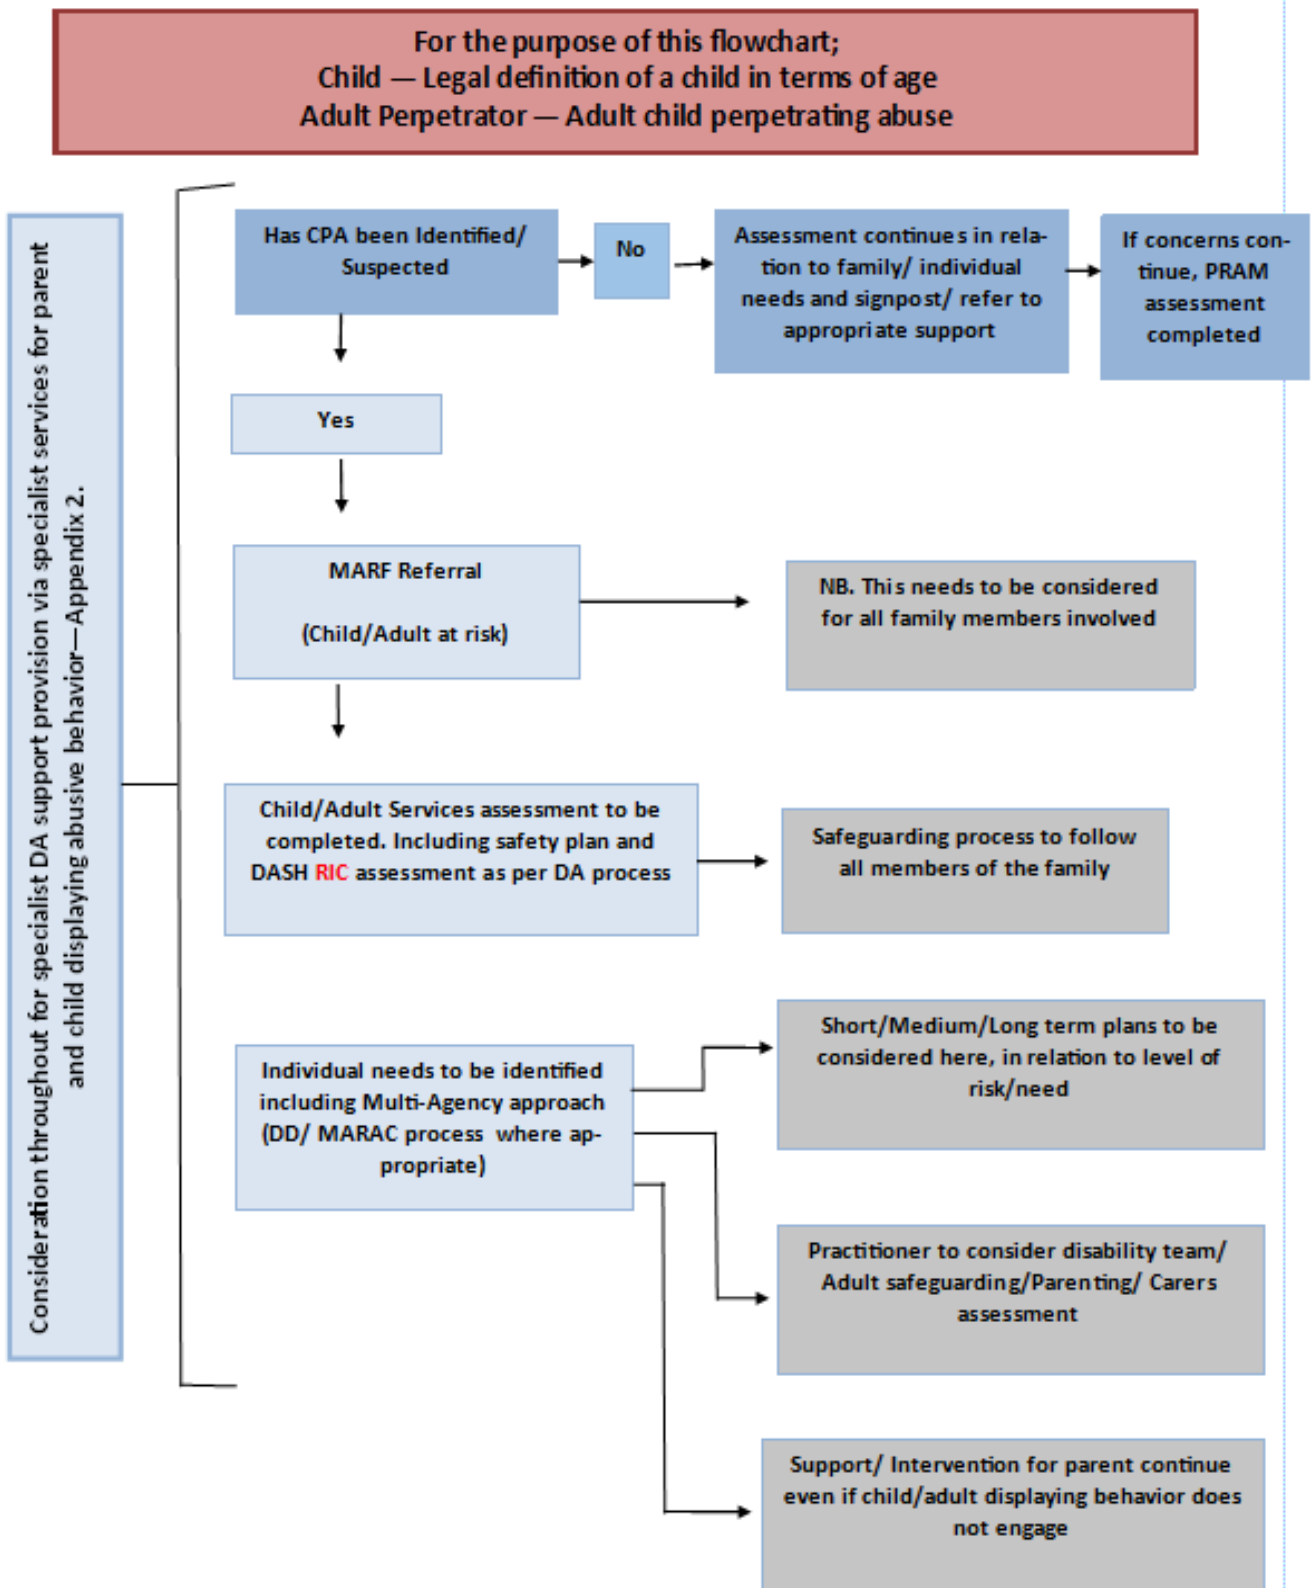 For the purpose of this flowchart;
Child — Legal definition of a child in terms of age
Adult Perpetrator — Adult child perpetrating abuse
Consideration throughout for specialist DA support provision via specialist services for parent
and child displaying abusive behavior—Appendix 2.
Has CPA been Identified/
Suspected
No
Assessment continues in rela-
tion to family/ individual
needs and signpost/ refer to
appropriate support
If concerns con-
tinue, PRAM
assessment
completed
Yes
MARF Referral
(Child/Adult at risk)
NB. This needs to be considered
for all family members involved
Child/Adult Services assessment to be
completed. Including safety plan and
DASH RIC assessment as per DA process
Safeguarding process to follow
all members of the family
Individual needs to be identified
including Multi-Agency approach
(DD/ MARAC process where ap-
propriate)
Short/Medium/Long term plans to be
considered here, in relation to level of
risk/need
Practitioner to consider disability team/
Adult safeguarding/Parenting/ Carers
assessment
Support/ Intervention for parent continue
even if child/adult displaying behavior does
not engage